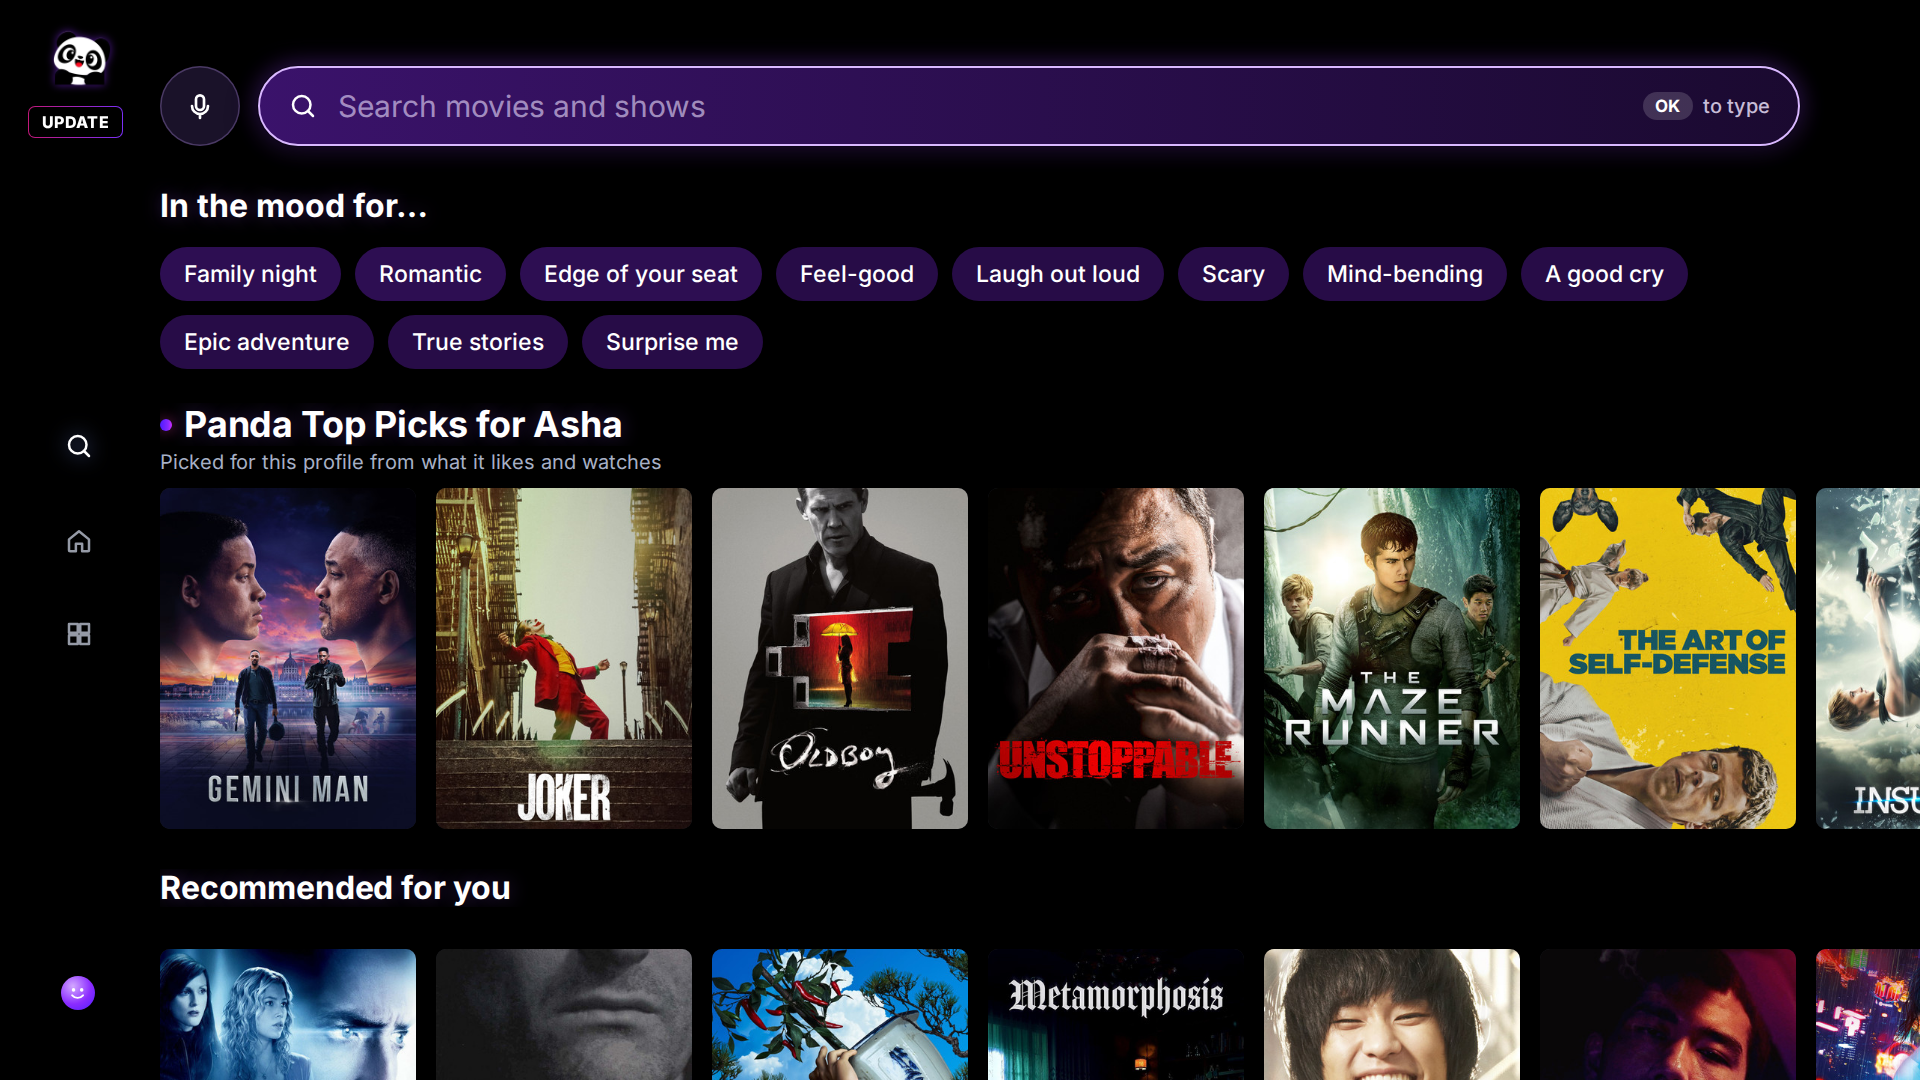 UPDATE
Search movies and shows
OK to type
In the mood for...
Family night
Romantic
Edge of your seat
Feel-good
Laugh out loud
Scary
Mind-bending
A good cry
Epic adventure
True stories
Surprise me
Panda Top Picks for Asha
Picked for this profile from what it likes and watches
GEMINI MAN
JOKER
OLDBOY
UNSTOPPABLE
THE
MAZE
RUNNER
THE ART OF
SELF-DEFENSE
Recommended for you
Metamorphosis